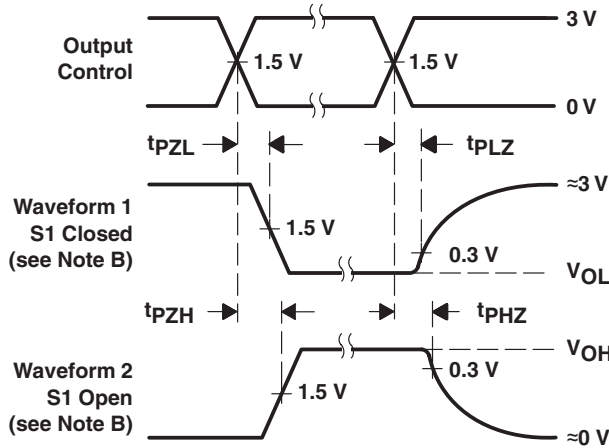 3 V
Output
Control
1.5 V
1.5 V
0 V
tPZL
tPLZ
≈3 V
Waveform 1
S1 Closed
(see Note B)
1.5 V
0.3 V
VOL
tPZH
tPHZ
VOH
Waveform 2
S1 Open
(see Note B)
1.5 V
0.3 V
≈0 V